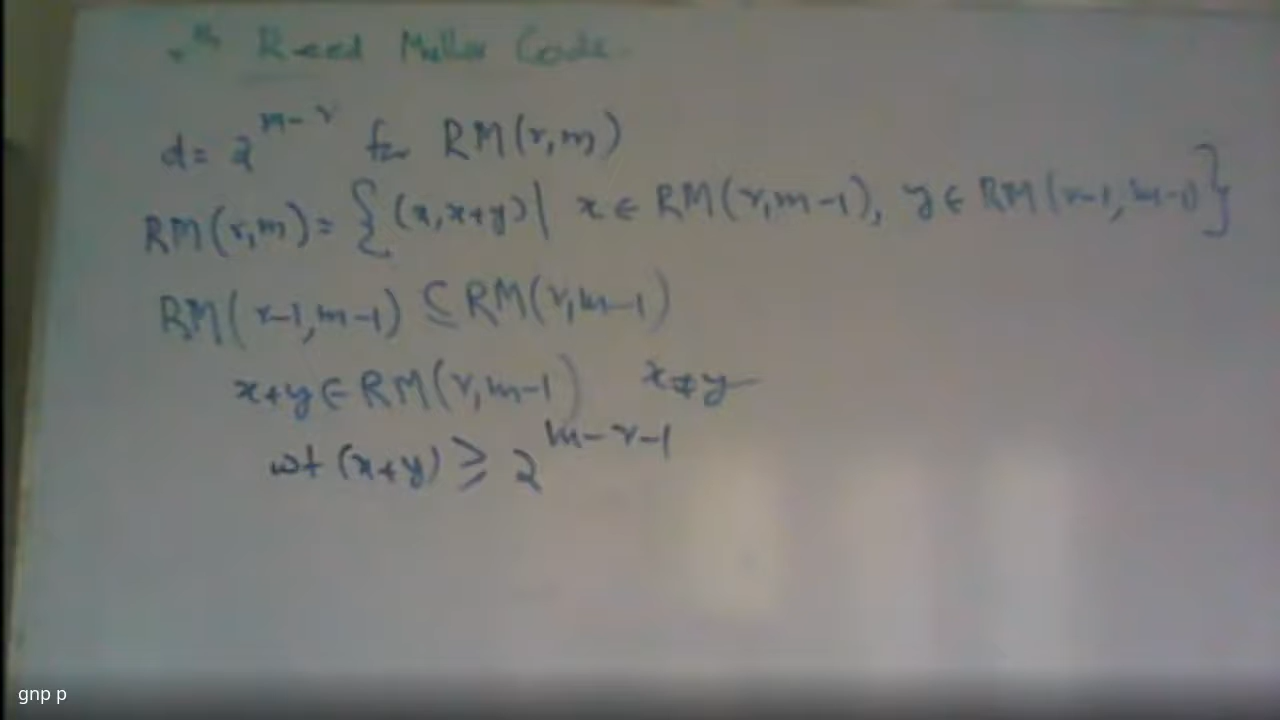 rth Reed Muller Code.
d = 2^{m-r} for RM(r,m)
RM(r,m) = {(x, x+y) | x ∈ RM(r,m-1), y ∈ RM(r-1,m-1)}
RM(r-1,m-1) ⊆ RM(r,m-1)
x+y ∈ RM(r,m-1) x≠y
wt (x+y) ≥ 2^{m-r-1}
gnp p